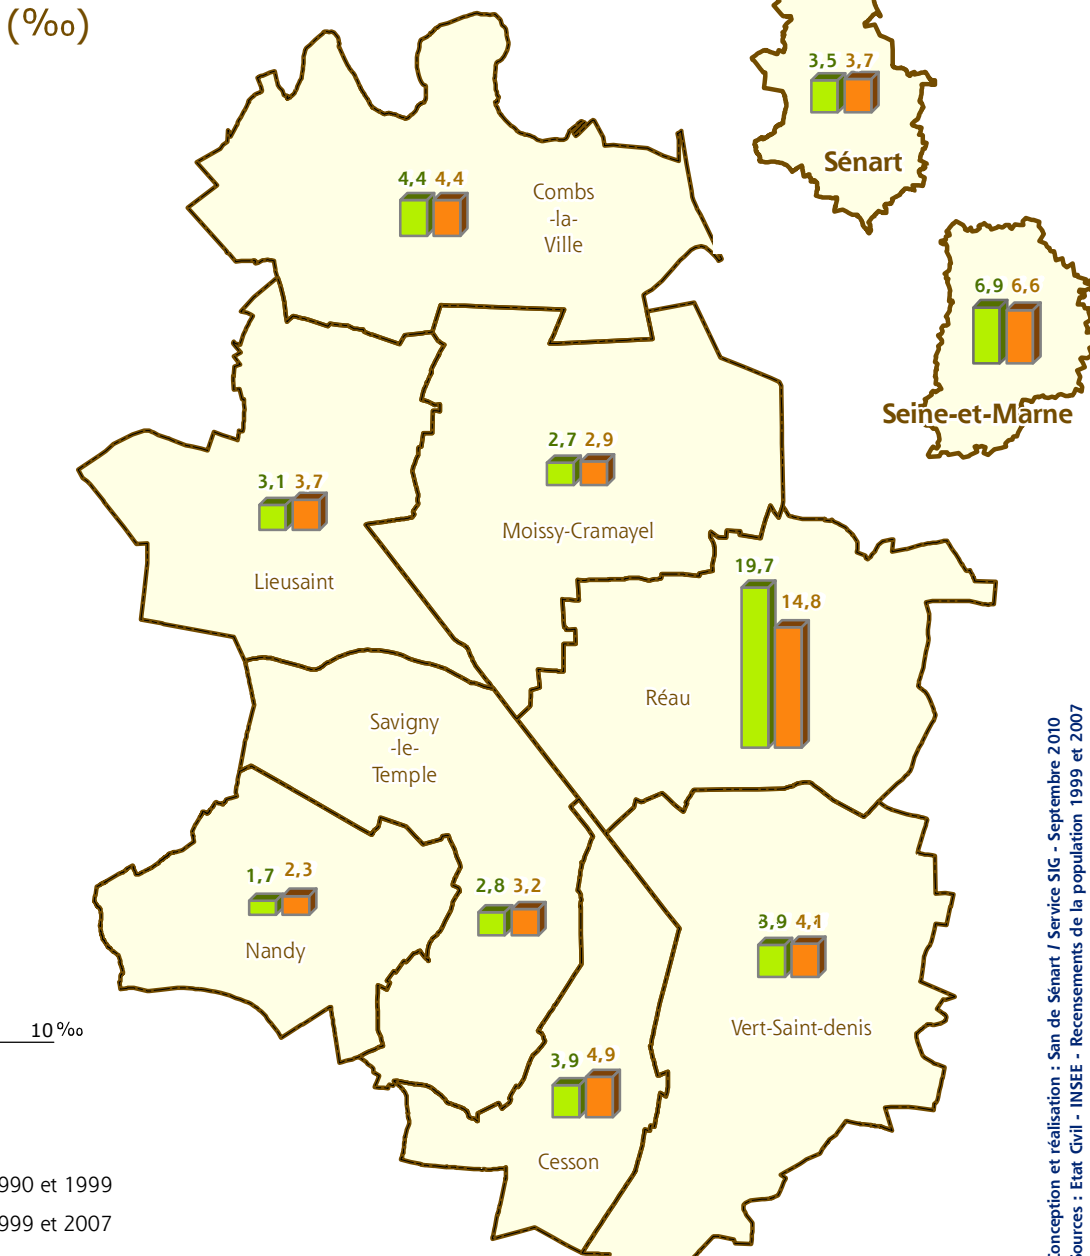 (‰)
3,5 3,7
Sénart
4,4 4,4
Combs
-la-
Ville
6,9 6,6
Seine-et-Marne
2,7 2,9
Moissy-Cramayel
3,1 3,7
Lieusaint
19,7
14,8
Réau
Savigny
-le-
Temple
1,7 2,3
Nandy
2,8 3,2
3,9 4,1
Vert-Saint-denis
10 ‰
3,9 4,9
Cesson
990 et 1999
999 et 2007
onception et réalisation : San de Sénart / Service SIG - Septembre 2010
Sources : Etat Civil - INSEE - Recensements de la population 1999 et 2007